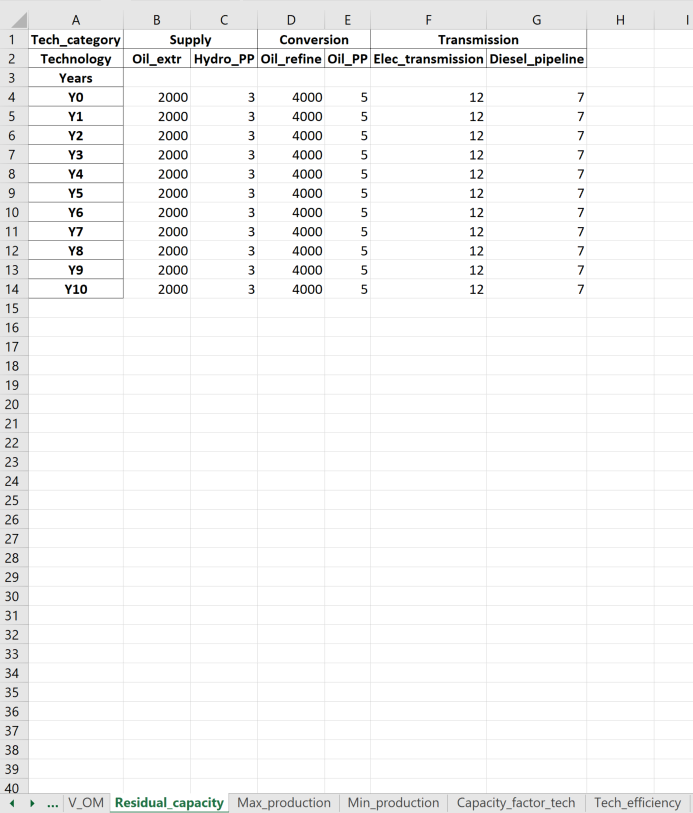 A B C D E F G H I
1 Tech_category Supply Conversion Transmission
2 Technology Oil_extr Hydro_PP Oil_refine Oil_PP Elec_transmission Diesel_pipeline
3 Years
4 Y0 2000 3 4000 5 12 7
5 Y1 2000 3 4000 5 12 7
6 Y2 2000 3 4000 5 12 7
7 Y3 2000 3 4000 5 12 7
8 Y4 2000 3 4000 5 12 7
9 Y5 2000 3 4000 5 12 7
10 Y6 2000 3 4000 5 12 7
11 Y7 2000 3 4000 5 12 7
12 Y8 2000 3 4000 5 12 7
13 Y9 2000 3 4000 5 12 7
14 Y10 2000 3 4000 5 12 7
15
16
17
18
19
20
21
22
23
24
25
26
27
28
29
30
31
32
33
34
35
36
37
38
39
40
... V_OM Residual_capacity Max_production Min_production Capacity_factor_tech Tech_efficiency